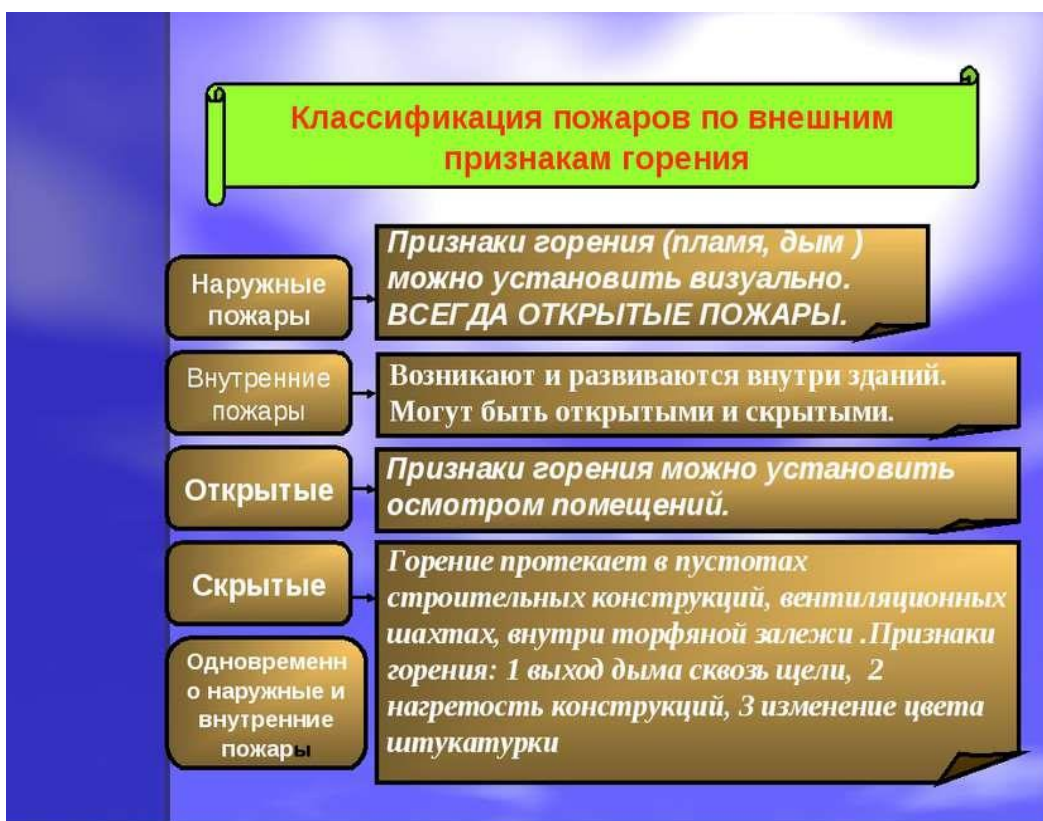 Классификация пожаров по внешним
признакам горения
Наружные
пожары
Признаки горения (пламя, дым )
можно установить визуально.
ВСЕГДА ОТКРЫТЫЕ ПОЖАРЫ.
Внутренние
пожары
Возникают и развиваются внутри зданий.
Могут быть открытыми и скрытыми.
Открытые
Признаки горения можно установить
осмотром помещений.
Скрытые
Горение протекает в пустотах
строительных конструкций, вентиляционных
шахтах, внутри торфяной залежи .Признаки
горения: 1 выход дыма сквозь щели, 2
нагретость конструкций, 3 изменение цвета
штукатурки
Одновременн
о наружные и
внутренние
пожары